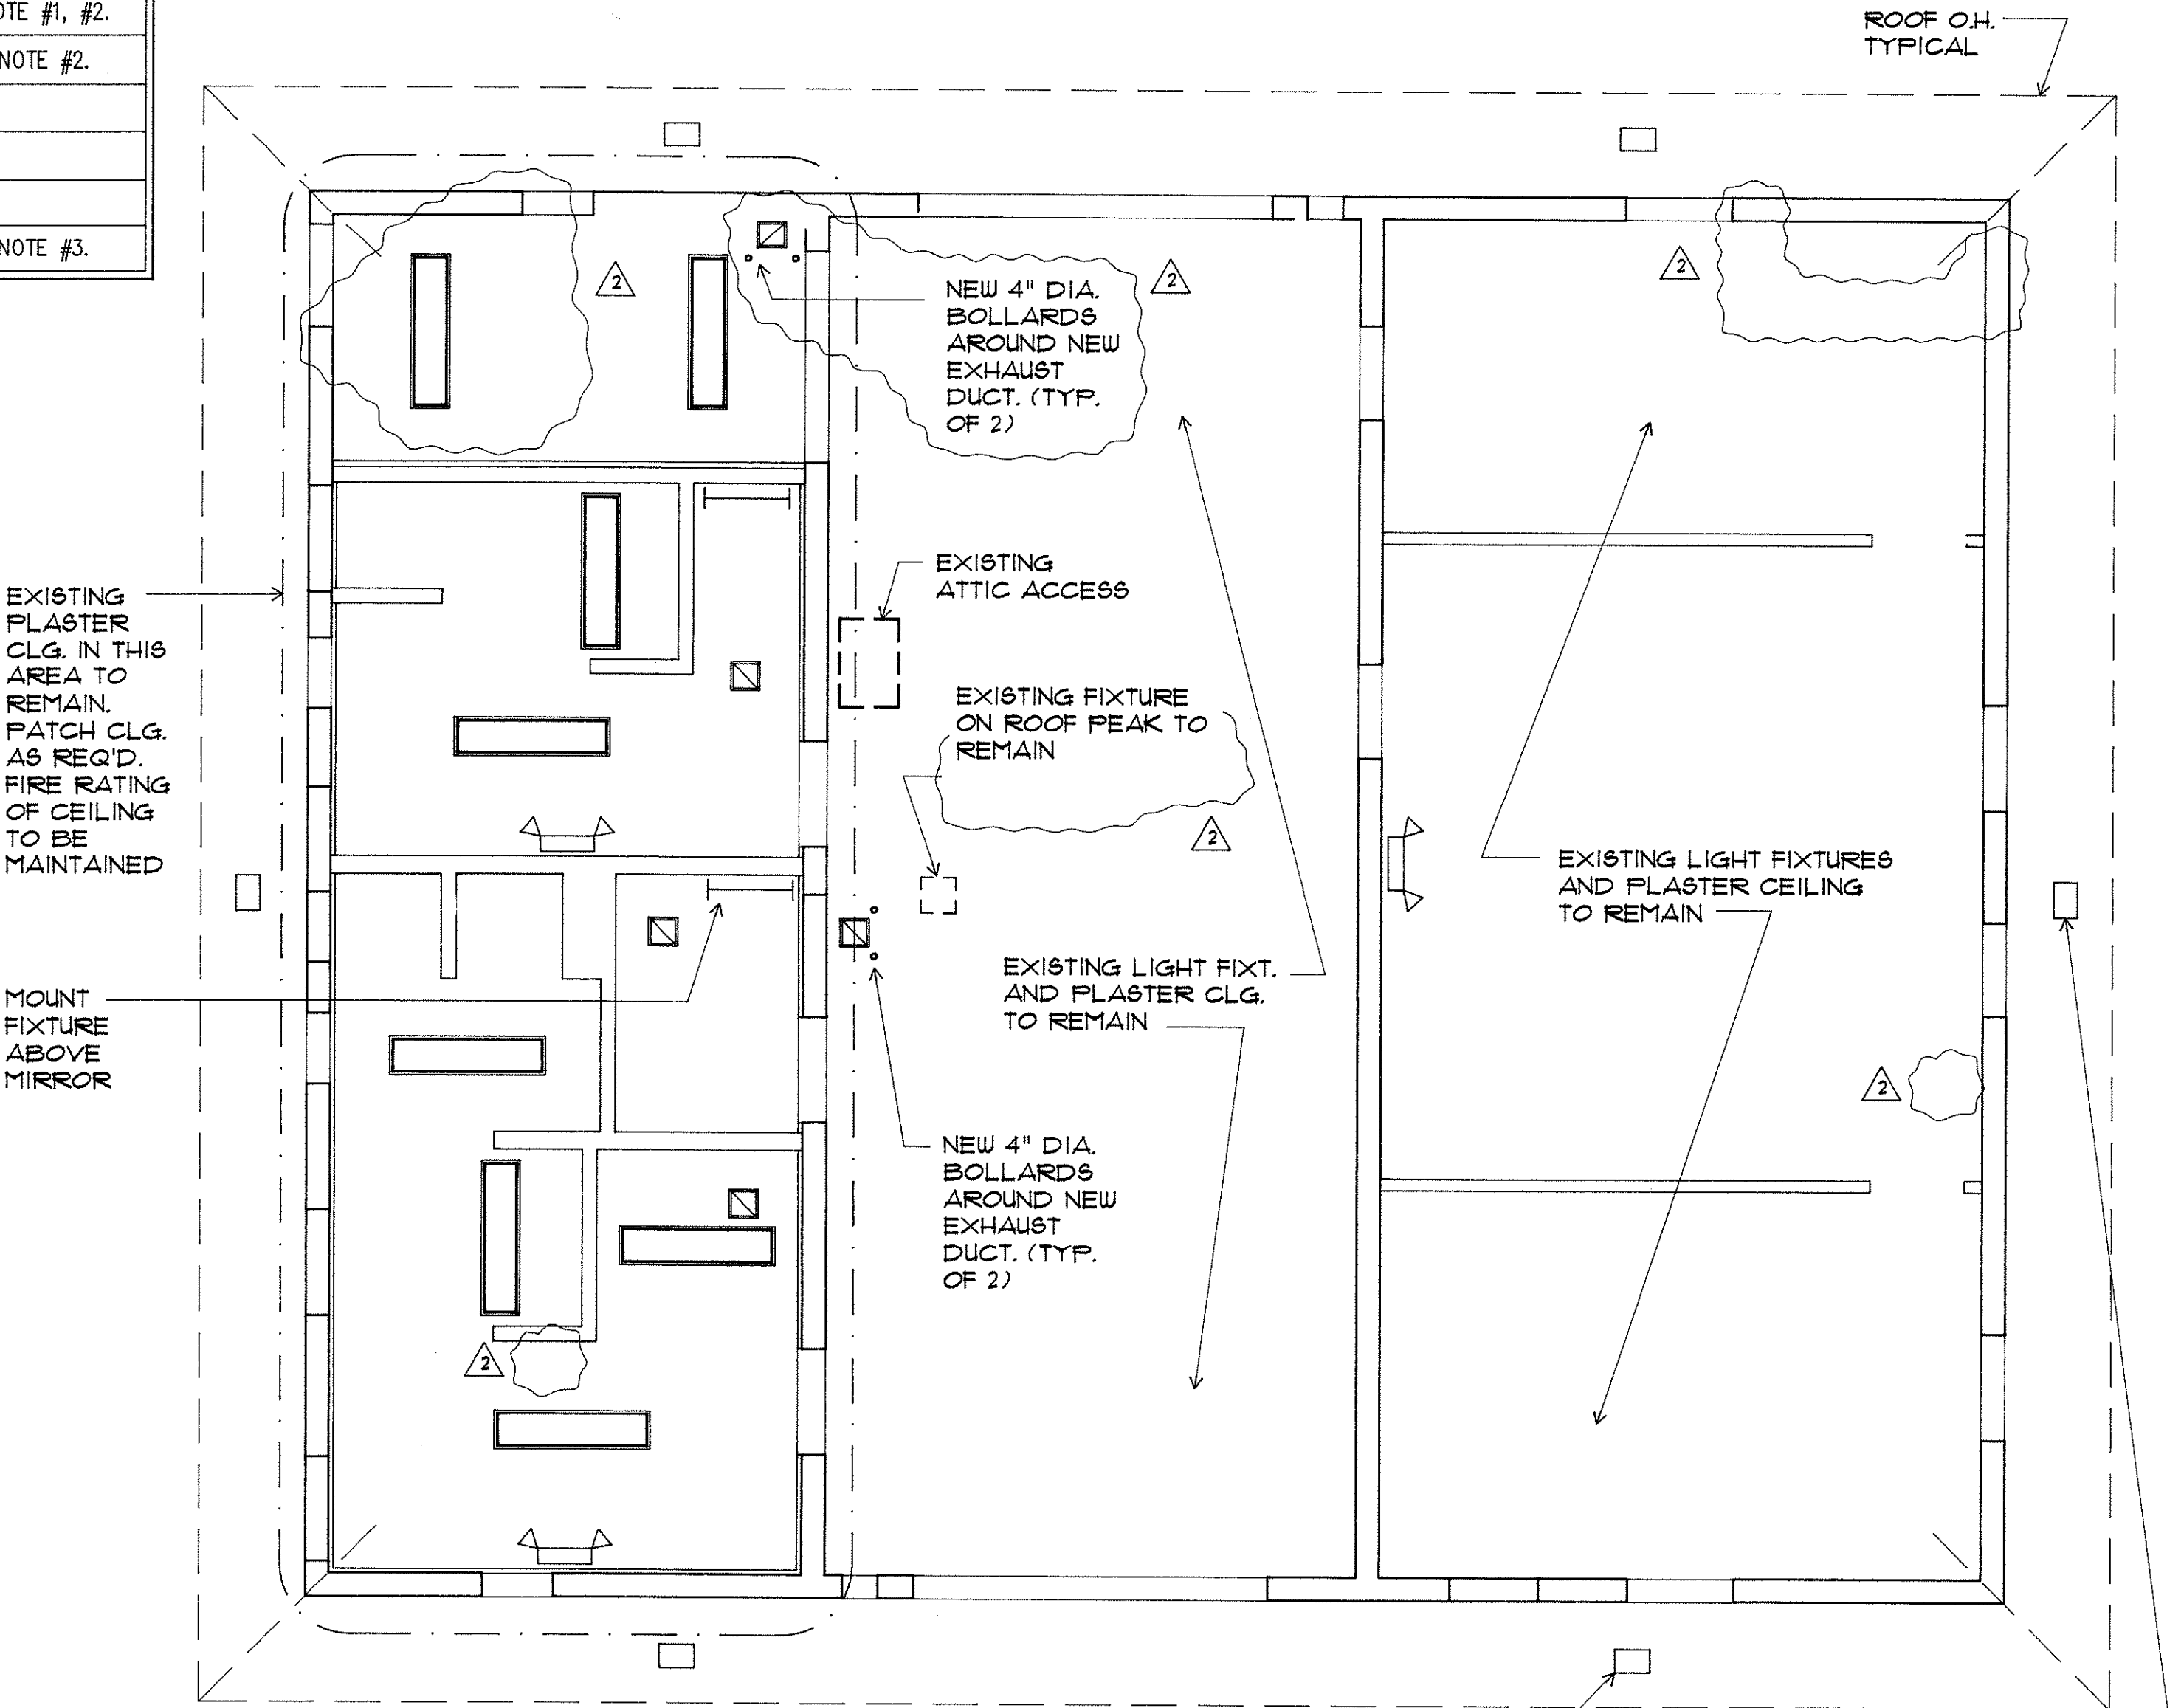 NOTE #1, #2.
NOTE #2.
NOTE #3.
ROOF O.H.
TYPICAL
2
2
2
NEW 4" DIA.
BOLLARDS
AROUND NEW
EXHAUST
DUCT. (TYP.
OF 2)
EXISTING
ATTIC ACCESS
EXISTING
PLASTER
CLG. IN THIS
AREA TO
REMAIN.
PATCH CLG.
AS REQ'D.
FIRE RATING
OF CEILING
TO BE
MAINTAINED
EXISTING FIXTURE
ON ROOF PEAK TO
REMAIN
2
EXISTING LIGHT FIXTURES
AND PLASTER CEILING
TO REMAIN
EXISTING LIGHT FIXT.
AND PLASTER CLG.
TO REMAIN
MOUNT
FIXTURE
ABOVE
MIRROR
2
NEW 4" DIA.
BOLLARDS
AROUND NEW
EXHAUST
DUCT. (TYP.
OF 2)
2